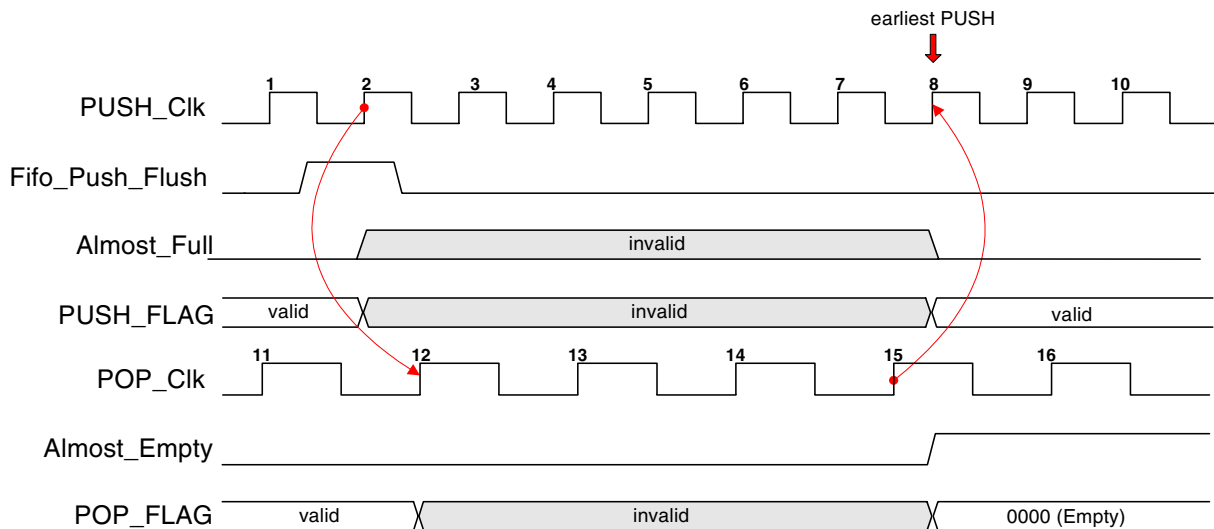 earliest PUSH
1 2 3 4 5 6 7 8 9 10
PUSH_Clk
Fifo_Push_Flush
Almost_Full invalid
PUSH_FLAG valid invalid valid
11 12 13 14 15 16
POP_Clk
Almost_Empty
POP_FLAG valid invalid 0000 (Empty)